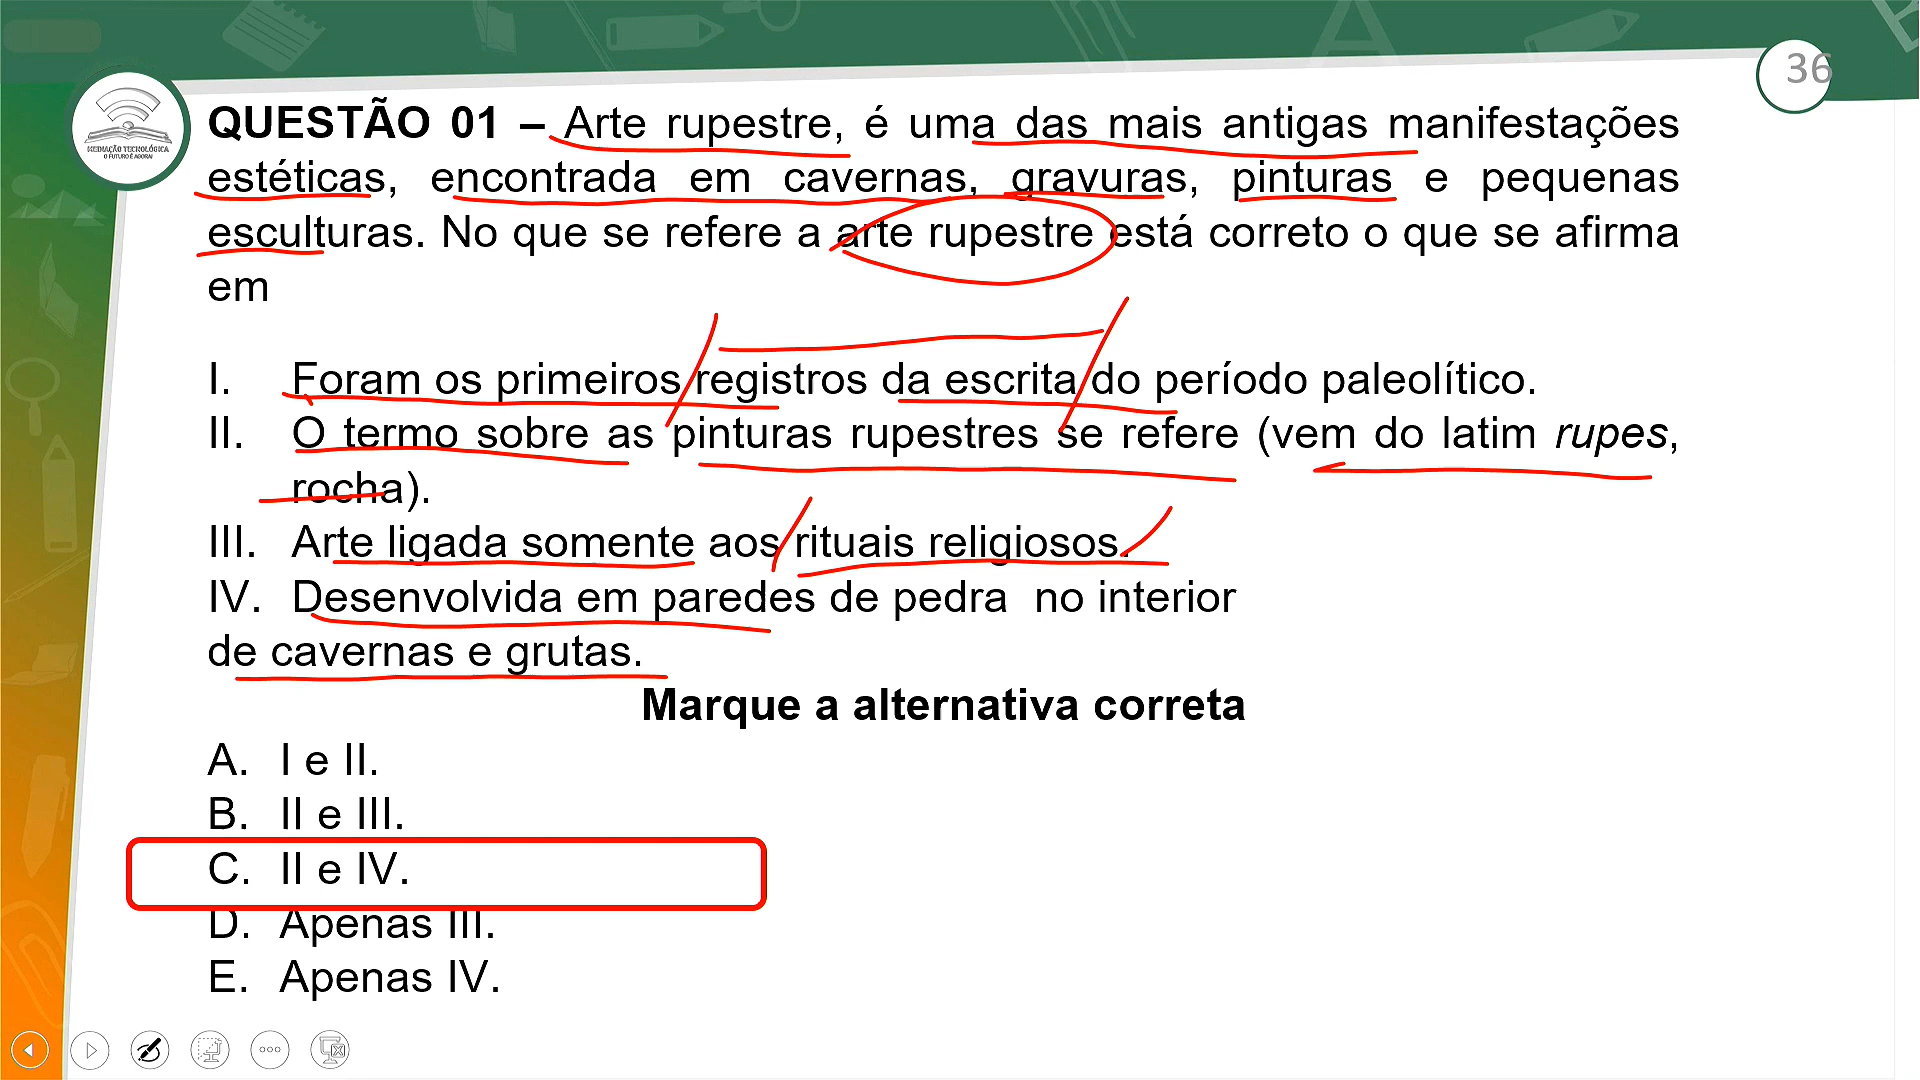 36
MEDIAÇÃO TECNOLÓGICA
O FUTURO É AGORA!
QUESTÃO 01 – Arte rupestre, é uma das mais antigas manifestações
estéticas, encontrada em cavernas, gravuras, pinturas e pequenas
esculturas. No que se refere a arte rupestre está correto o que se afirma
em
I. Foram os primeiros registros da escrita do período paleolítico.
II. O termo sobre as pinturas rupestres se refere (vem do latim rupes,
rocha).
III. Arte ligada somente aos rituais religiosos.
IV. Desenvolvida em paredes de pedra no interior
de cavernas e grutas.
Marque a alternativa correta
A. I e II.
B. II e III.
C. II e IV.
D. Apenas III.
E. Apenas IV.